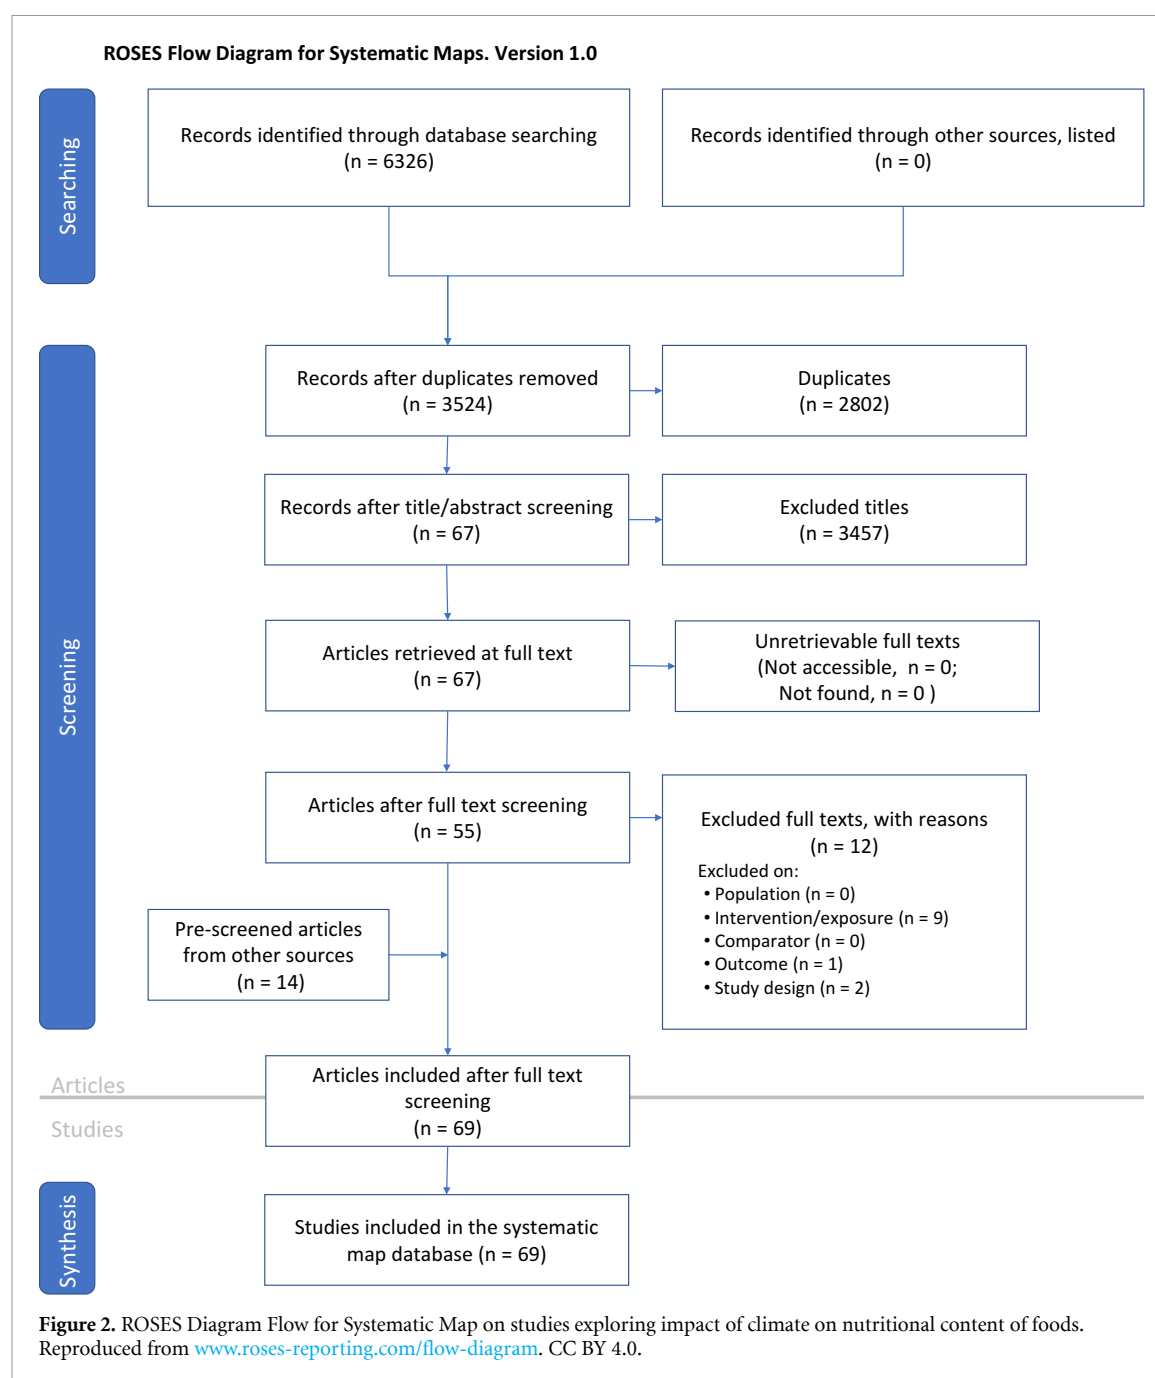 ROSES Flow Diagram for Systematic Maps. Version 1.0
Searching
Records identified through database searching
(n = 6326)
Records identified through other sources, listed
(n = 0)
Screening
Records after duplicates removed
(n = 3524)
Duplicates
(n = 2802)
Records after title/abstract screening
(n = 67)
Excluded titles
(n = 3457)
Articles retrieved at full text
(n = 67)
Unretrievable full texts
(Not accessible, n = 0;
Not found, n = 0 )
Articles after full text screening
(n = 55)
Excluded full texts, with reasons
(n = 12)
Excluded on:
• Population (n = 0)
• Intervention/exposure (n = 9)
• Comparator (n = 0)
• Outcome (n = 1)
• Study design (n = 2)
Pre-screened articles
from other sources
(n = 14)
Articles included after full text
screening
(n = 69)
Articles
Studies
Synthesis
Studies included in the systematic
map database (n = 69)
Figure 2. ROSES Diagram Flow for Systematic Map on studies exploring impact of climate on nutritional content of foods.
Reproduced from www.roses-reporting.com/flow-diagram. CC BY 4.0.